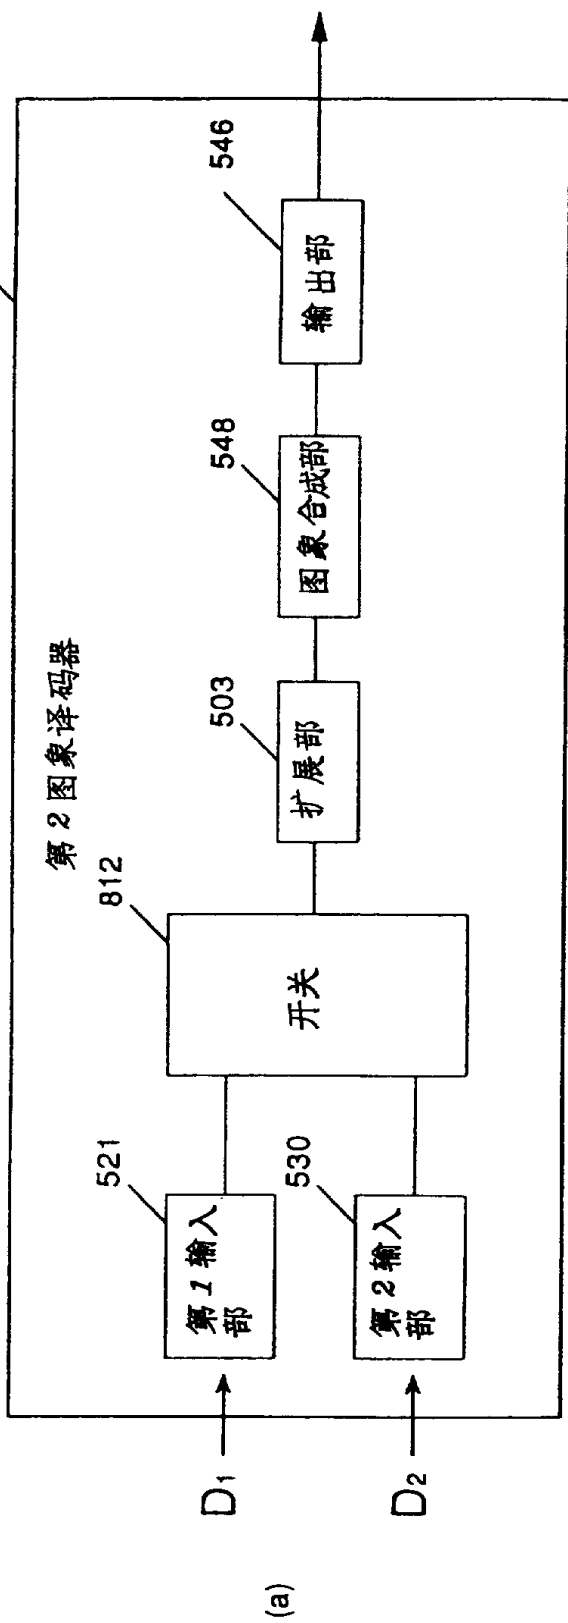 (a)
第2图象译码器
D1
D2
521
第1输入
部
530
第2输入
部
812
开关
503
扩展部
548
图象合成部
546
输出部